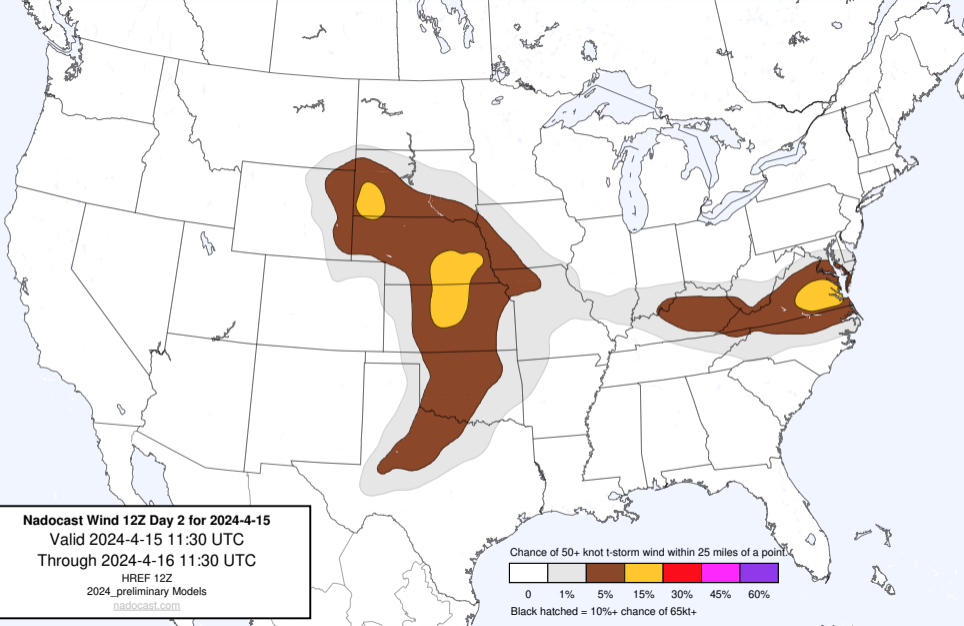 Nadocast Wind 12Z Day 2 for 2024-4-15
Valid 2024-4-15 11:30 UTC
Through 2024-4-16 11:30 UTC
HREF 12Z
2024_preliminary Models
nadocast.com
Chance of 50+ knot t-storm wind within 25 miles of a point.
0 1% 5% 15% 30% 45% 60%
Black hatched = 10%+ chance of 65kt+